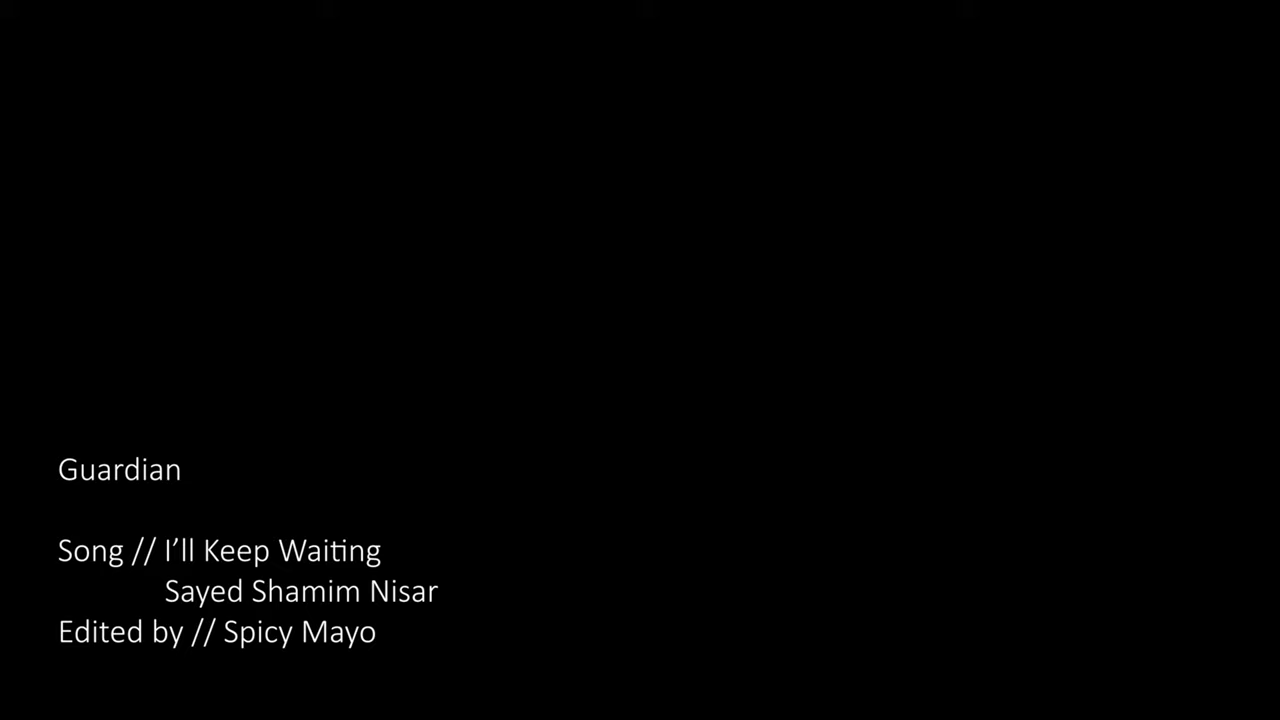 Guardian
Song // I’ll Keep Waiting
Sayed Shamim Nisar
Edited by // Spicy Mayo